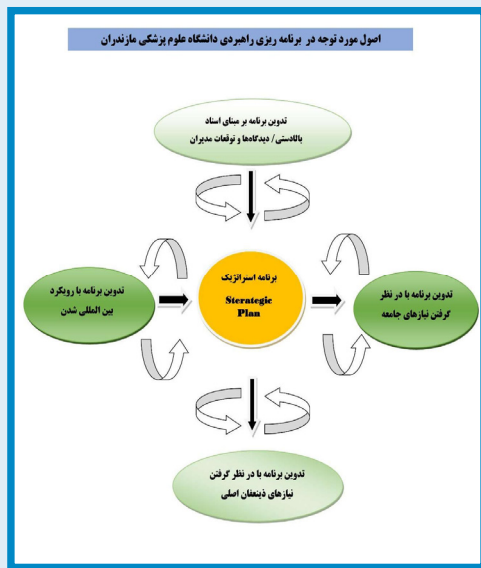 اصول مورد توجه در برنامه ریزی راهبردی دانشگاه علوم پزشکی مازندران
تدوین برنامه بر مبنای اسناد
بالادستی/ دیدگاه‌ها و توقعات مدیران
تدوین برنامه با در نظر
گرفتن نیازهای جامعه
برنامه استراتژیک
Sterategic
Plan
تدوین برنامه با رویکرد
بین المللی شدن
تدوین برنامه با در نظر گرفتن
نیازهای ذینفعان اصلی